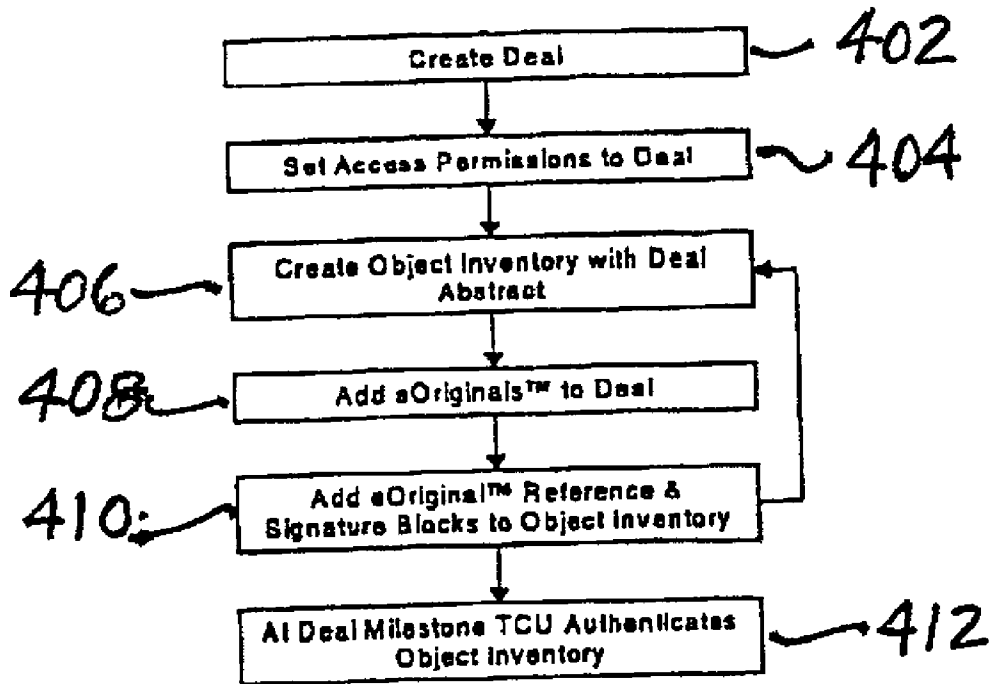 Create Deal
402
Set Access Permissions to Deal
404
Create Object Inventory with Deal
Abstract
406
Add eOriginals™ to Deal
408
Add eOriginal™ Reference &
Signature Blocks to Object Inventory
410
At Deal Milestone TCU Authenticates
Object Inventory
412